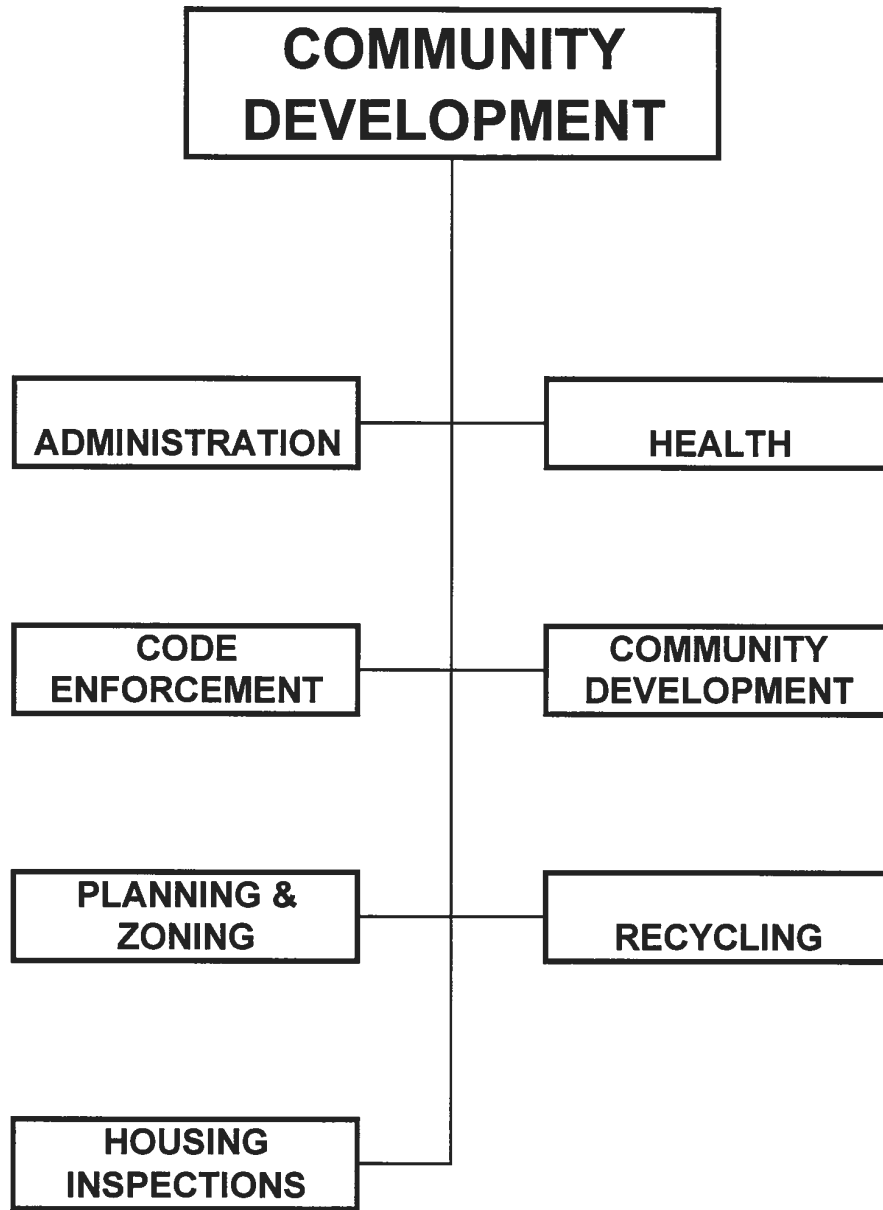 COMMUNITY
DEVELOPMENT
ADMINISTRATION
HEALTH
CODE
ENFORCEMENT
COMMUNITY
DEVELOPMENT
PLANNING &
ZONING
RECYCLING
HOUSING
INSPECTIONS